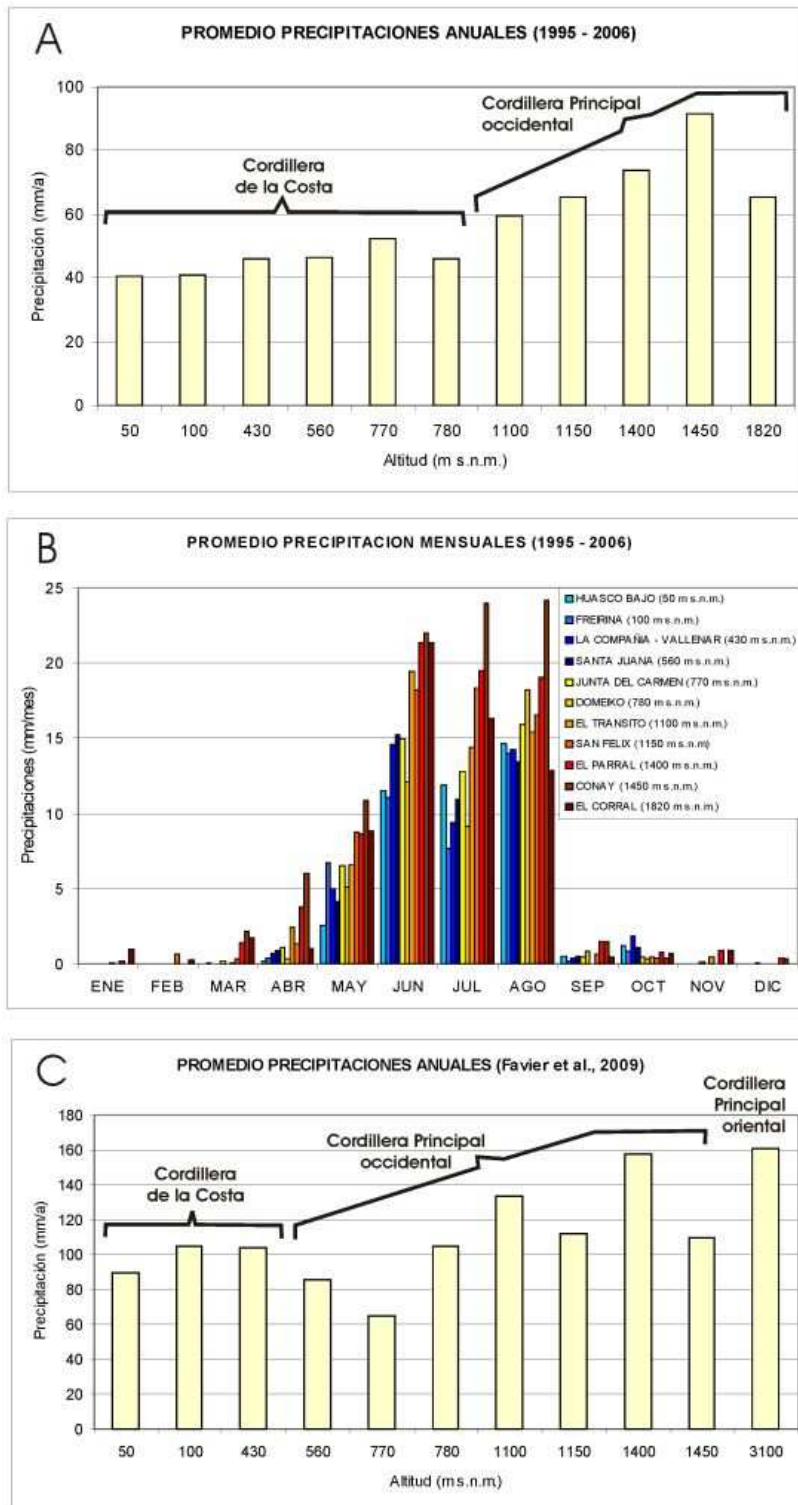 A
PROMEDIO PRECIPITACIONES ANUALES (1995 - 2006)
Precipitación (mm/a)
100
80
60
40
20
0
Cordillera
de la Costa
Cordillera Principal
occidental
50 100 430 560 770 780 1100 1150 1400 1450 1820
Altitud (m s.n.m.)
B
PROMEDIO PRECIPITACION MENSUALES (1995 - 2006)
Precipitaciones (mm/mes)
25
20
15
10
5
0
HUASCO BAJO (50 m s.n.m.)
FREIRINA (100 m s.n.m.)
LA COMPAÑIA - VALLENAR (430 m s.n.m.)
SANTA JUANA (560 m s.n.m.)
JUNTA DEL CARMEN (770 m s.n.m.)
DOMEIKO (780 m s.n.m.)
EL TRANSITO (1100 m s.n.m.)
SAN FELIX (1150 m s.n.m)
EL PARRAL (1400 m s.n.m.)
CONAY (1450 m s.n.m.)
EL CORRAL (1820 m s.n.m.)
ENE FEB MAR ABR MAY JUN JUL AGO SEP OCT NOV DIC
C
PROMEDIO PRECIPITACIONES ANUALES (Favier et al., 2009)
Precipitación (mm/a)
180
160
140
120
100
80
60
40
20
0
Cordillera
de la Costa
Cordillera Principal
occidental
Cordillera
Principal
oriental
50 100 430 560 770 780 1100 1150 1400 1450 3100
Altitud (m s.n.m.)